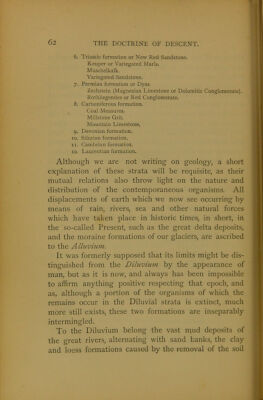 62 THE DOCTRINE OF DESCENT.
6. Triassic formation or New Red Sandstone.
Keuper or Variegated Marls.
Muschelkalk.
Variegated Sandstone.
7. Permian formation or Dyas
Zechstein (Magnesian Limestone or Dolomitic Conglomerate).
Rothliegendes or Red Conglomerate.
8. Carboniferous formation.
Coal Measures.
Millstone Grit.
Mountain Limestone.
9. Devonian formation.
10. Silurian formation.
11. Cambrian formation.
12. Laurentian formation.
Although we are not writing on geology, a short
explanation of these strata will be requisite, as their
mutual relations also throw light on the nature and
distribution of the contemporaneous organisms. All
displacements of earth which we now see occurring by
means of rain, rivers, sea and other natural forces
which have taken place in historic times, in short, in
the so-called Present, such as the great delta deposits,
and the moraine formations of our glaciers, are ascribed
to the Alluvium.
It was formerly supposed that its limits might be dis-
tinguished from the Diluvium by the appearance of
man, but as it is now, and always has been impossible
to affirm anything positive respecting that epoch, and
as, although a portion of the organisms of which the
remains occur in the Diluvial strata is extinct, much
more still exists, these two formations are inseparably
intermingled.
To the Diluvium belong the vast mud deposits of
the great rivers, alternating with sand banks, the clay
and loess formations caused by the removal of the soil